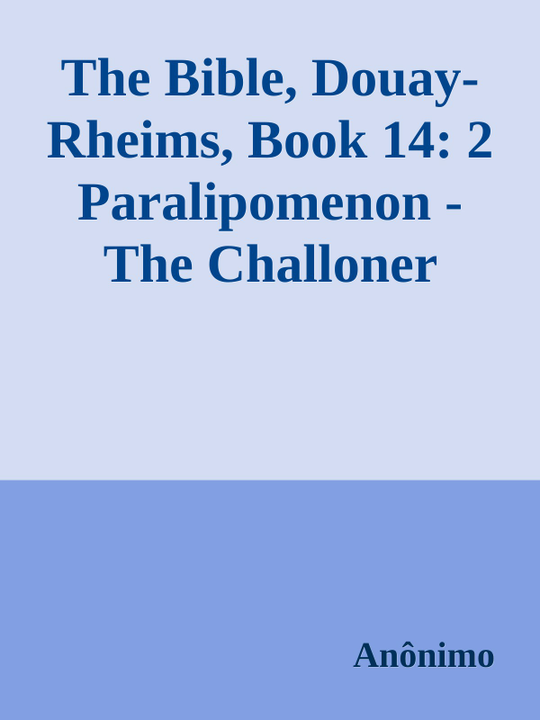 The Bible, Douay-
Rheims, Book 14: 2
Paralipomenon -
The Challoner
Anônimo